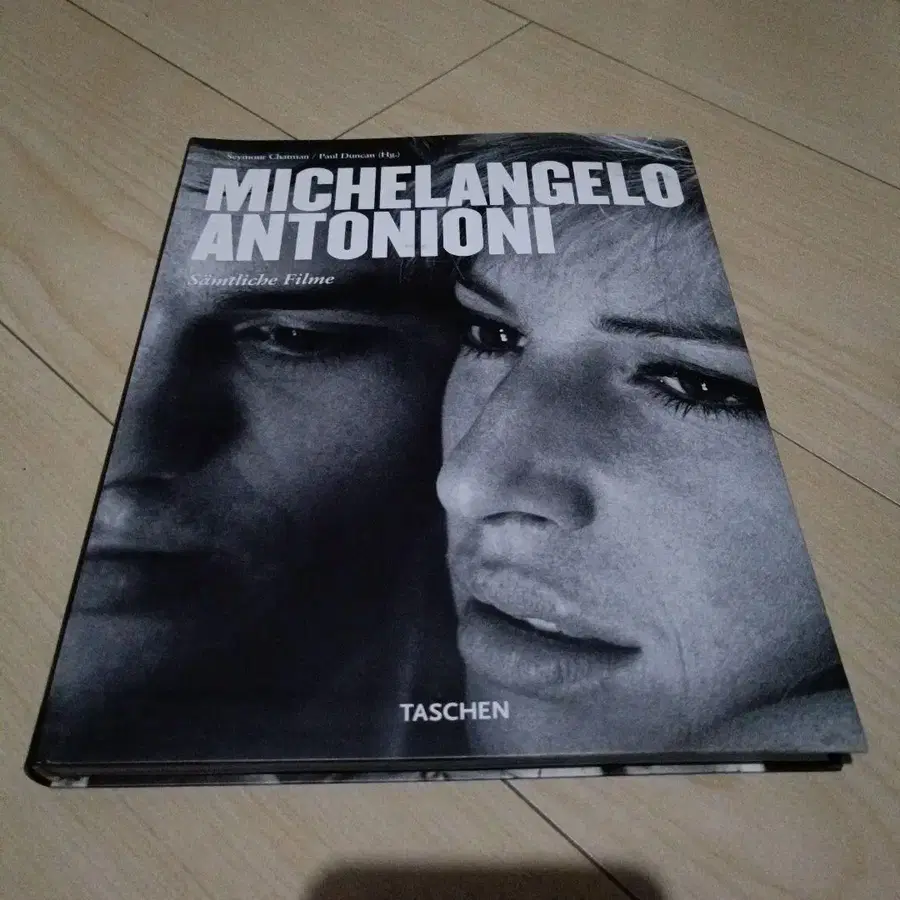 Seymour Chatman / Paul Duncan (Hg.)
MICHELANGELO
ANTONIONI
Sämtliche Filme
TASCHEN